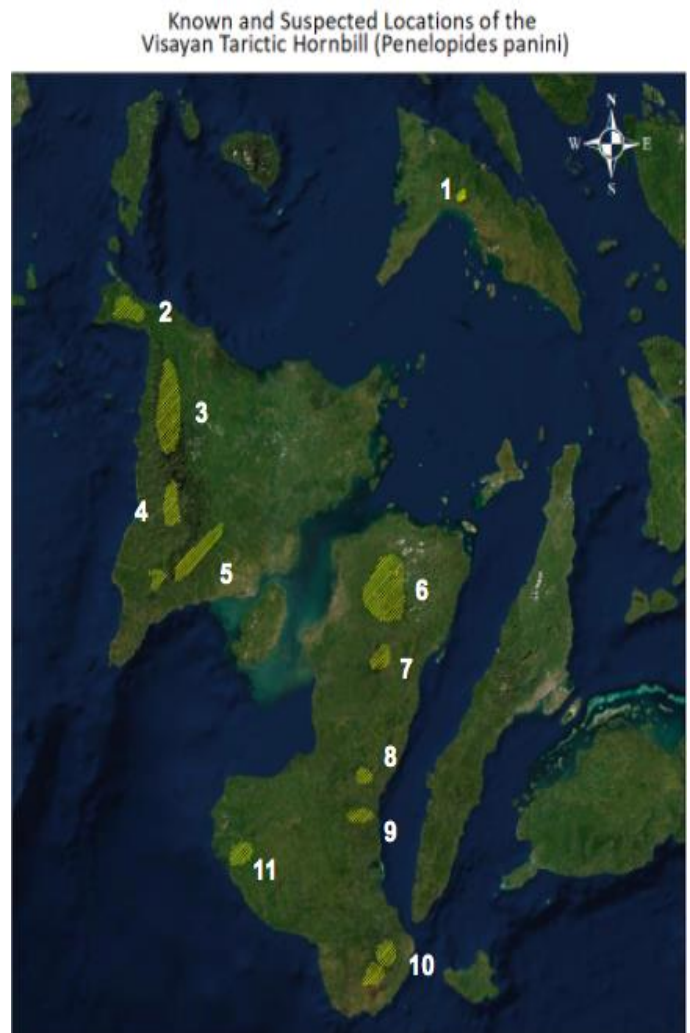 Known and Suspected Locations of the
Visayan Tarictic Hornbill (Penelopides panini)
N
W E
S
1
2
3
4
5
6
7
8
9
11
10